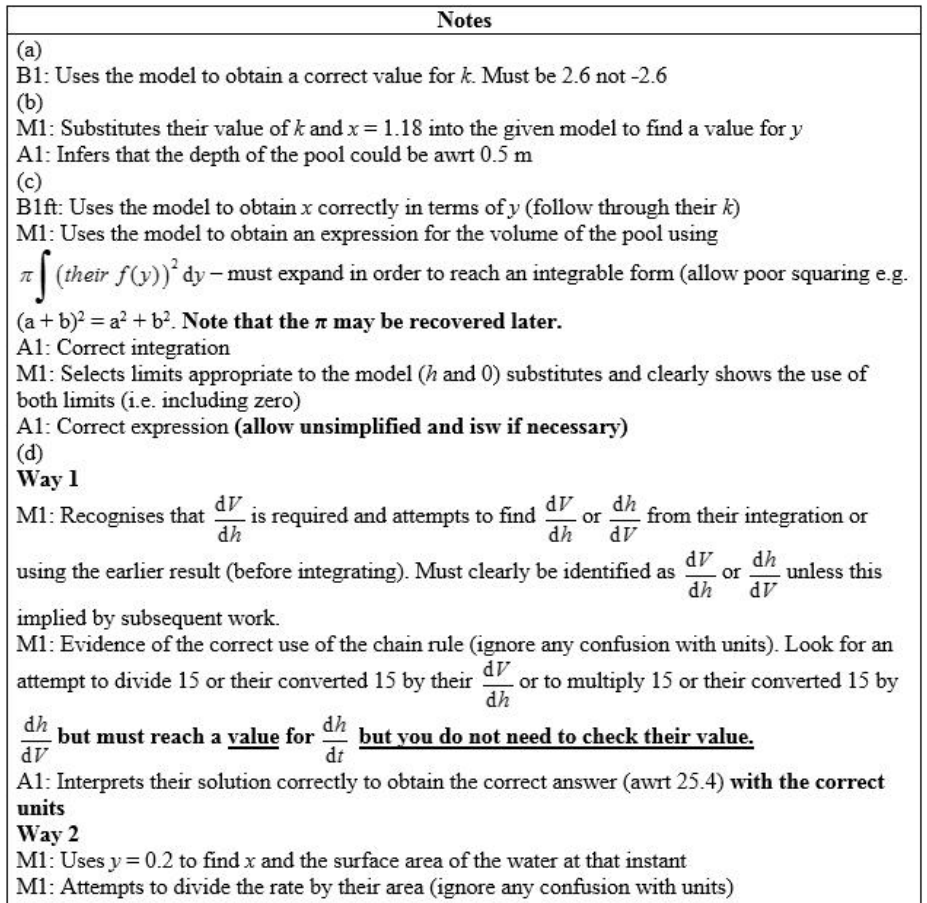 Notes
(a)
B1: Uses the model to obtain a correct value for k. Must be 2.6 not -2.6
(b)
M1: Substitutes their value of k and x = 1.18 into the given model to find a value for y
A1: Infers that the depth of the pool could be awrt 0.5 m
(c)
B1ft: Uses the model to obtain x correctly in terms of y (follow through their k)
M1: Uses the model to obtain an expression for the volume of the pool using
π∫(their f(y))² dy – must expand in order to reach an integrable form (allow poor squaring e.g.
(a + b)² = a² + b². Note that the π may be recovered later.
A1: Correct integration
M1: Selects limits appropriate to the model (h and 0) substitutes and clearly shows the use of
both limits (i.e. including zero)
A1: Correct expression (allow unsimplified and isw if necessary)
(d)
Way 1
M1: Recognises that dV/dh is required and attempts to find dV/dh or dh/dV from their integration or
using the earlier result (before integrating). Must clearly be identified as dV/dh or dh/dV unless this
implied by subsequent work.
M1: Evidence of the correct use of the chain rule (ignore any confusion with units). Look for an
attempt to divide 15 or their converted 15 by their dV/dh or to multiply 15 or their converted 15 by
dh/dV but must reach a value for dh/dt but you do not need to check their value.
A1: Interprets their solution correctly to obtain the correct answer (awrt 25.4) with the correct
units
Way 2
M1: Uses y = 0.2 to find x and the surface area of the water at that instant
M1: Attempts to divide the rate by their area (ignore any confusion with units)